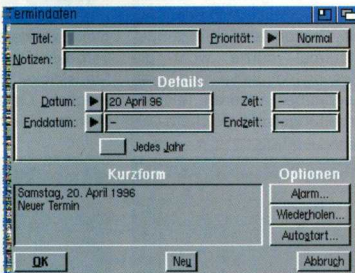 Termindaten
Titel: Priorität: Normal
Notizen:
Details
Datum: 20 April 96 Zeit: -
Enddatum: - Endzeit: -
Jedes Jahr
Kurzform Optionen
Samstag, 20. April 1996
Neuer Termin
Alarm...
Wiederholen...
Autostart...
OK Neu Abbruch